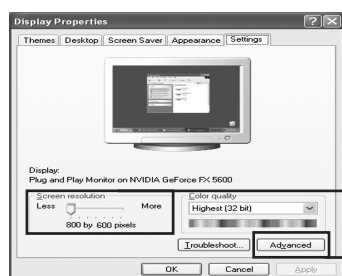 Display Properties
Themes Desktop Screen Saver Appearance Settings
Display:
Plug and Play Monitor on NVIDIA GeForce FX 5600
Screen resolution
Less More
800 by 600 pixels
Color quality
Highest (32 bit)
Troubleshoot... Advanced
OK Cancel Apply